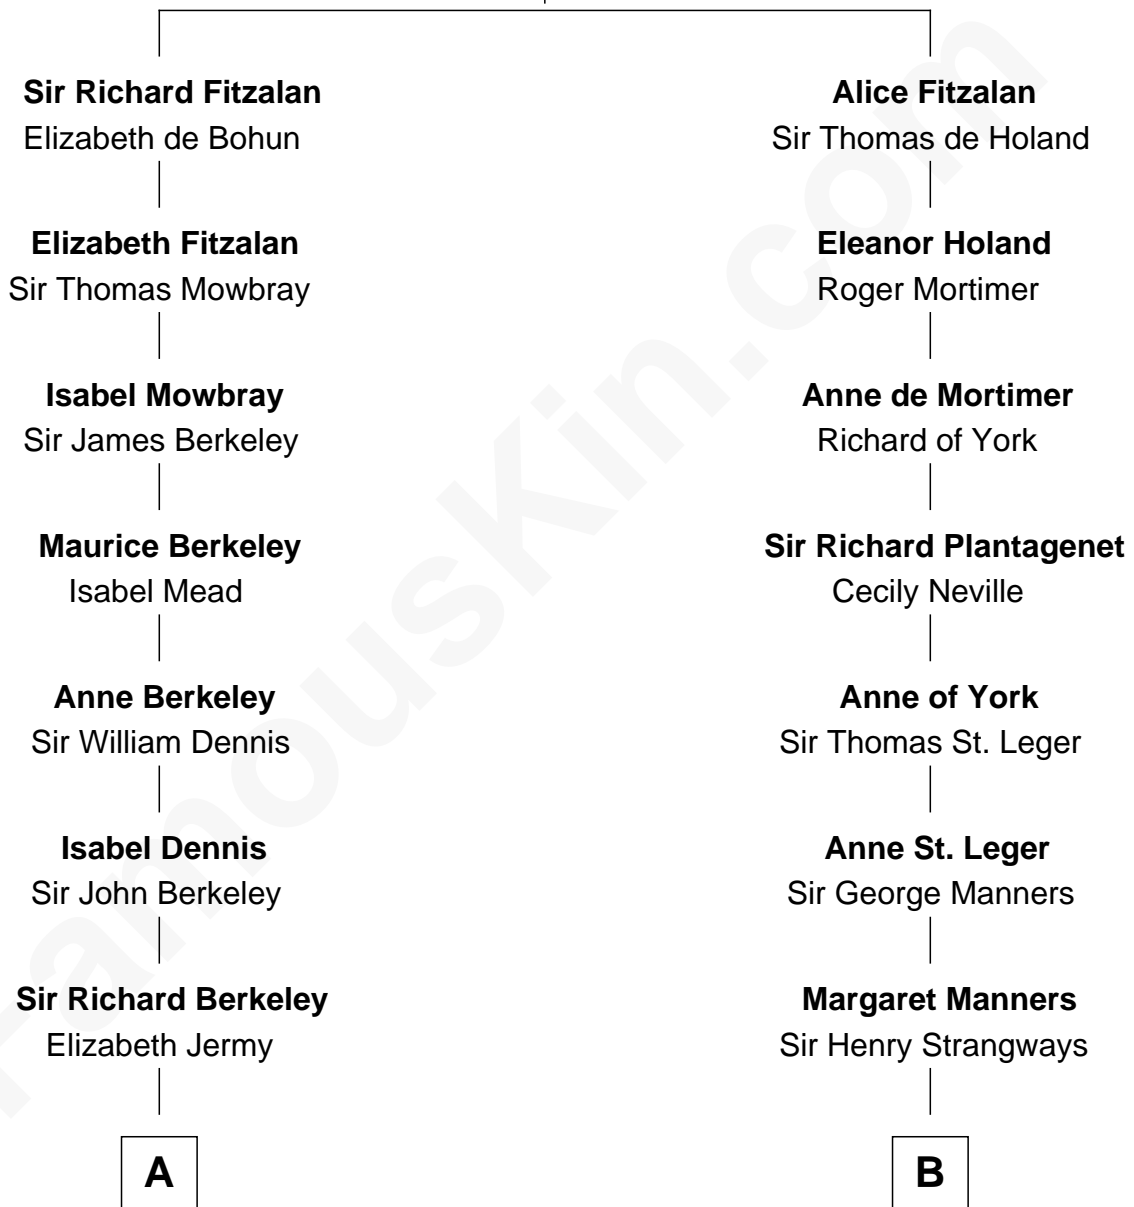 Sir Richard Fitzalan
Elizabeth de Bohun
Elizabeth Fitzalan
Sir Thomas Mowbray
Isabel Mowbray
Sir James Berkeley
Maurice Berkeley
Isabel Mead
Anne Berkeley
Sir William Dennis
Isabel Dennis
Sir John Berkeley
Sir Richard Berkeley
Elizabeth Jermy
A
Alice Fitzalan
Sir Thomas de Holand
Eleanor Holand
Roger Mortimer
Anne de Mortimer
Richard of York
Sir Richard Plantagenet
Cecily Neville
Anne of York
Sir Thomas St. Leger
Anne St. Leger
Sir George Manners
Margaret Manners
Sir Henry Strangways
B
FamousKin.com